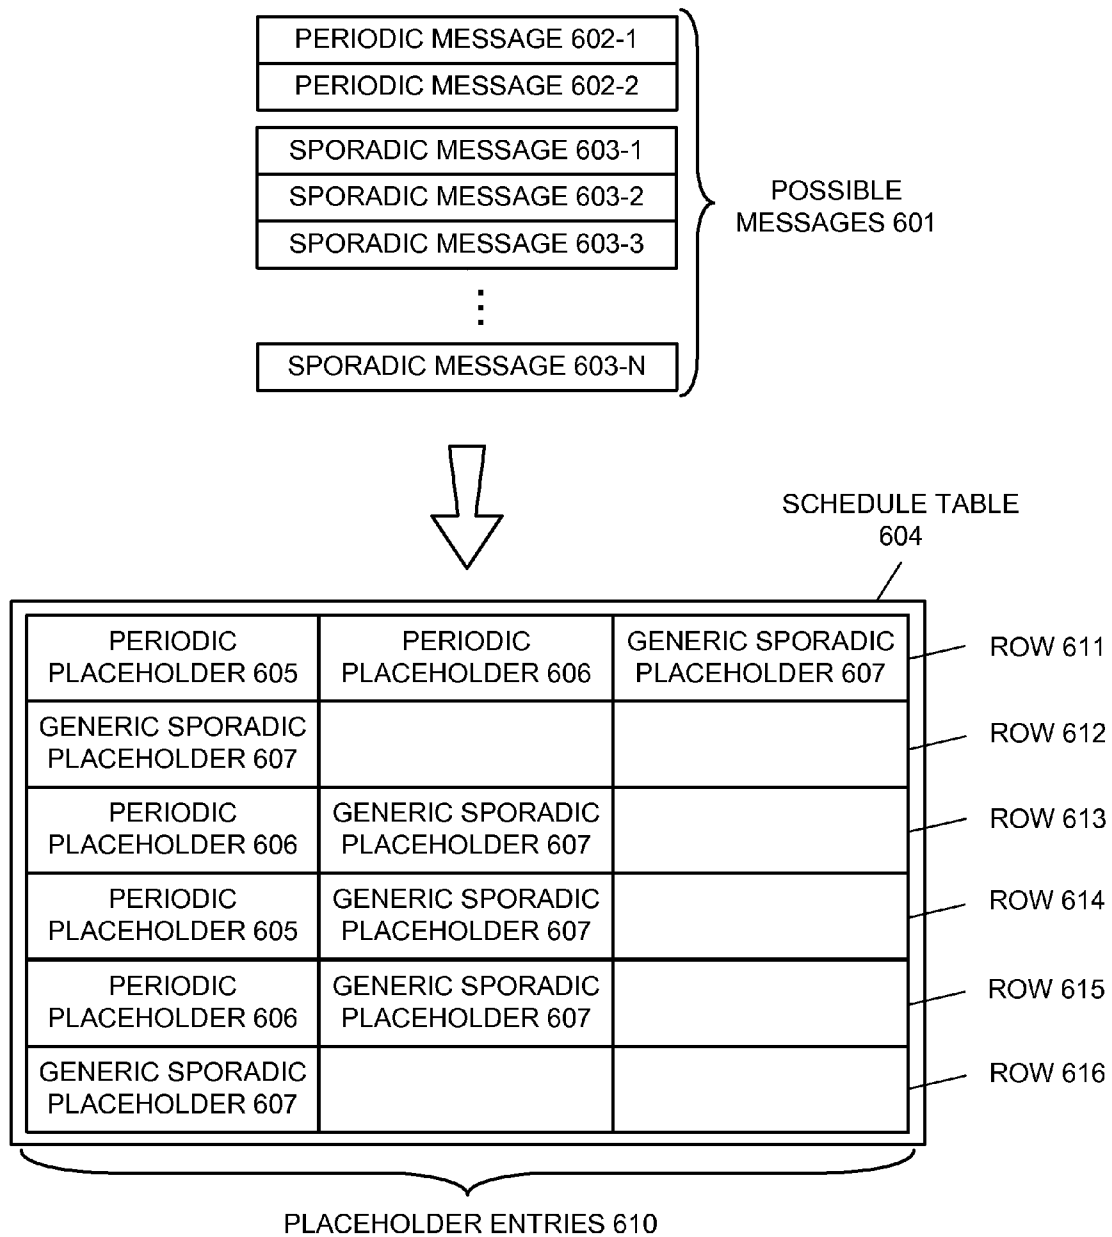 PERIODIC MESSAGE 602-1
PERIODIC MESSAGE 602-2
SPORADIC MESSAGE 603-1
SPORADIC MESSAGE 603-2
SPORADIC MESSAGE 603-3
SPORADIC MESSAGE 603-N
POSSIBLE
MESSAGES 601
SCHEDULE TABLE
604
PERIODIC
PLACEHOLDER 605
PERIODIC
PLACEHOLDER 606
GENERIC SPORADIC
PLACEHOLDER 607
ROW 611
GENERIC SPORADIC
PLACEHOLDER 607
ROW 612
PERIODIC
PLACEHOLDER 606
GENERIC SPORADIC
PLACEHOLDER 607
ROW 613
PERIODIC
PLACEHOLDER 605
GENERIC SPORADIC
PLACEHOLDER 607
ROW 614
PERIODIC
PLACEHOLDER 606
GENERIC SPORADIC
PLACEHOLDER 607
ROW 615
GENERIC SPORADIC
PLACEHOLDER 607
ROW 616
PLACEHOLDER ENTRIES 610